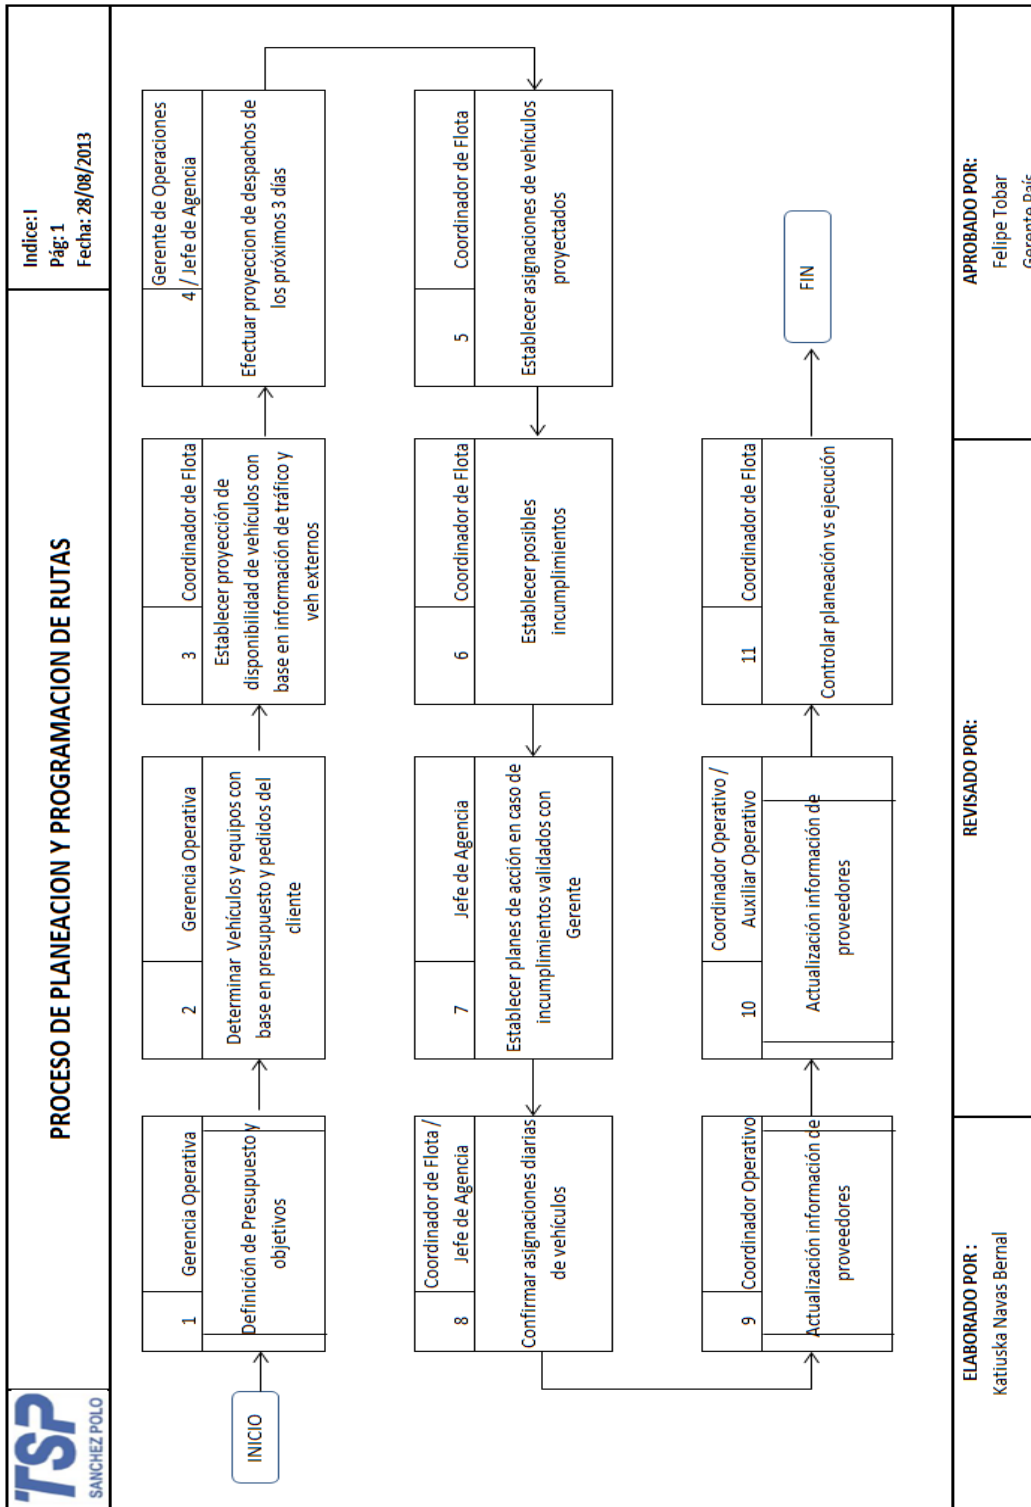 TSP
SANCHEZ POLO
PROCESO DE PLANEACION Y PROGRAMACION DE RUTAS
Indice: I
Pág: 1
Fecha: 28/08/2013
INICIO
1
Gerencia Operativa
Definición de Presupuesto y
objetivos
2
Gerencia Operativa
Determinar Vehículos y equipos con
base en presupuesto y pedidos del
cliente
3
Coordinador de Flota
Establecer proyección de
disponibilidad de vehículos con
base en información de tráfico y
veh externos
4
Gerente de Operaciones
/ Jefe de Agencia
Efectuar proyeccion de despachos de
los próximos 3 días
5
Coordinador de Flota
Establecer asignaciones de vehículos
proyectados
6
Coordinador de Flota
Establecer posibles
incumplimientos
7
Jefe de Agencia
Establecer planes de acción en caso de
incumplimientos validados con
Gerente
8
Coordinador de Flota /
Jefe de Agencia
Confirmar asignaciones diarias
de vehículos
9
Coordinador Operativo
Actualización información de
proveedores
10
Coordinador Operativo /
Auxiliar Operativo
Actualización información de
proveedores
11
Coordinador de Flota
Controlar planeación vs ejecución
FIN
ELABORADO POR :
Katiuska Navas Bernal
REVISADO POR:
APROBADO POR:
Felipe Tobar
Gerente País